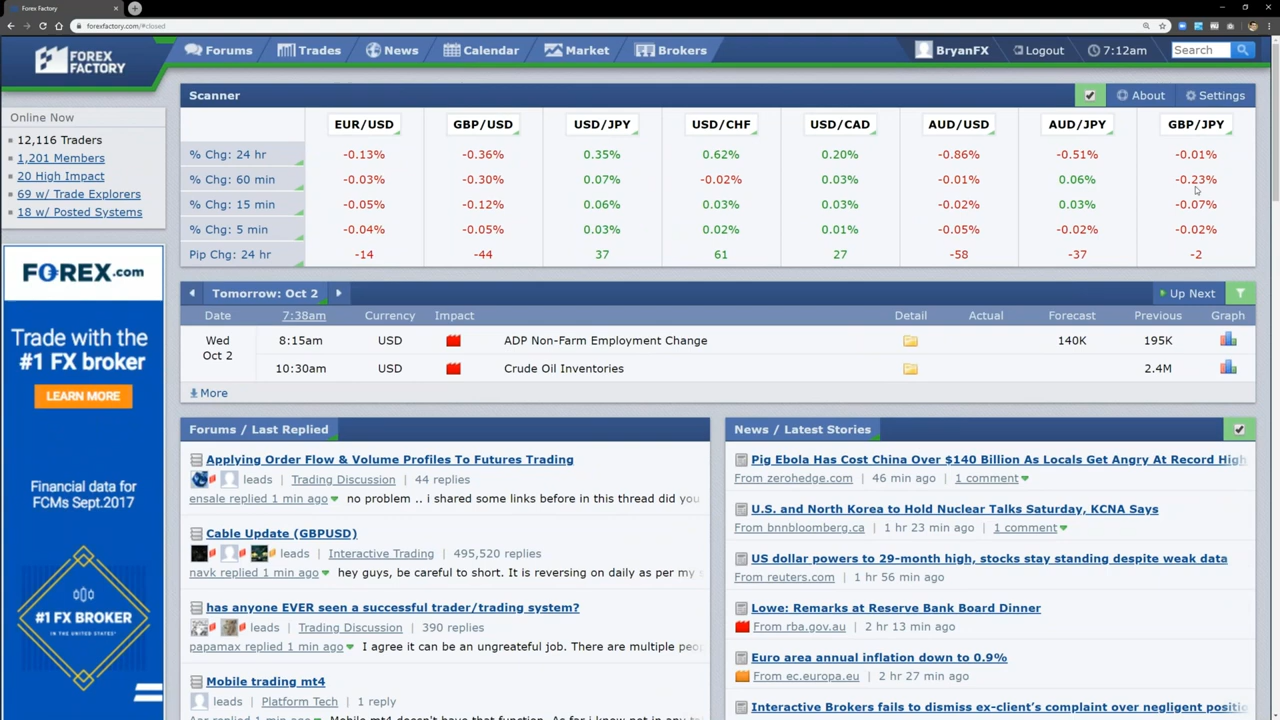 Forex Factory
forexfactory.com/#closed
FOREX FACTORY
Forums Trades News Calendar Market Brokers BryanFX Logout 7:12am Search
Online Now
12,116 Traders
1,201 Members
20 High Impact
69 w/ Trade Explorers
18 w/ Posted Systems
FOREX.com
Trade with the
#1 FX broker
LEARN MORE
Financial data for
FCMs Sept.2017
#1 FX BROKER
IN THE UNITED STATES*
Scanner About Settings
EUR/USD GBP/USD USD/JPY USD/CHF USD/CAD AUD/USD AUD/JPY GBP/JPY
% Chg: 24 hr -0.13% -0.36% 0.35% 0.62% 0.20% -0.86% -0.51% -0.01%
% Chg: 60 min -0.03% -0.30% 0.07% -0.02% 0.03% -0.01% 0.06% -0.23%
% Chg: 15 min -0.05% -0.12% 0.06% 0.03% 0.03% -0.02% 0.03% -0.07%
% Chg: 5 min -0.04% -0.05% 0.03% 0.02% 0.01% -0.05% -0.02% -0.02%
Pip Chg: 24 hr -14 -44 37 61 27 -58 -37 -2
Tomorrow: Oct 2 Up Next
Date 7:38am Currency Impact Detail Actual Forecast Previous Graph
Wed
Oct 2
8:15am USD ADP Non-Farm Employment Change 140K 195K
10:30am USD Crude Oil Inventories 2.4M
More
Forums / Last Replied
Applying Order Flow & Volume Profiles To Futures Trading
leads | Trading Discussion | 44 replies
ensale replied 1 min ago no problem .. i shared some links before in this thread did you
Cable Update (GBPUSD)
leads | Interactive Trading | 495,520 replies
navk replied 1 min ago hey guys, be careful to short. It is reversing on daily as per my s
has anyone EVER seen a successful trader/trading system?
leads | Trading Discussion | 390 replies
papamax replied 1 min ago I agree it can be an ungrateful job. There are multiple peo
Mobile trading mt4
leads | Platform Tech | 1 reply
News / Latest Stories
Pig Ebola Has Cost China Over $140 Billion As Locals Get Angry At Record High
From zerohedge.com | 46 min ago | 1 comment
U.S. and North Korea to Hold Nuclear Talks Saturday, KCNA Says
From bnnbloomberg.ca | 1 hr 23 min ago | 1 comment
US dollar powers to 29-month high, stocks stay standing despite weak data
From reuters.com | 1 hr 56 min ago
Lowe: Remarks at Reserve Bank Board Dinner
From rba.gov.au | 2 hr 13 min ago
Euro area annual inflation down to 0.9%
From ec.europa.eu | 2 hr 27 min ago
Interactive Brokers fails to dismiss ex-client's complaint over negligent positio